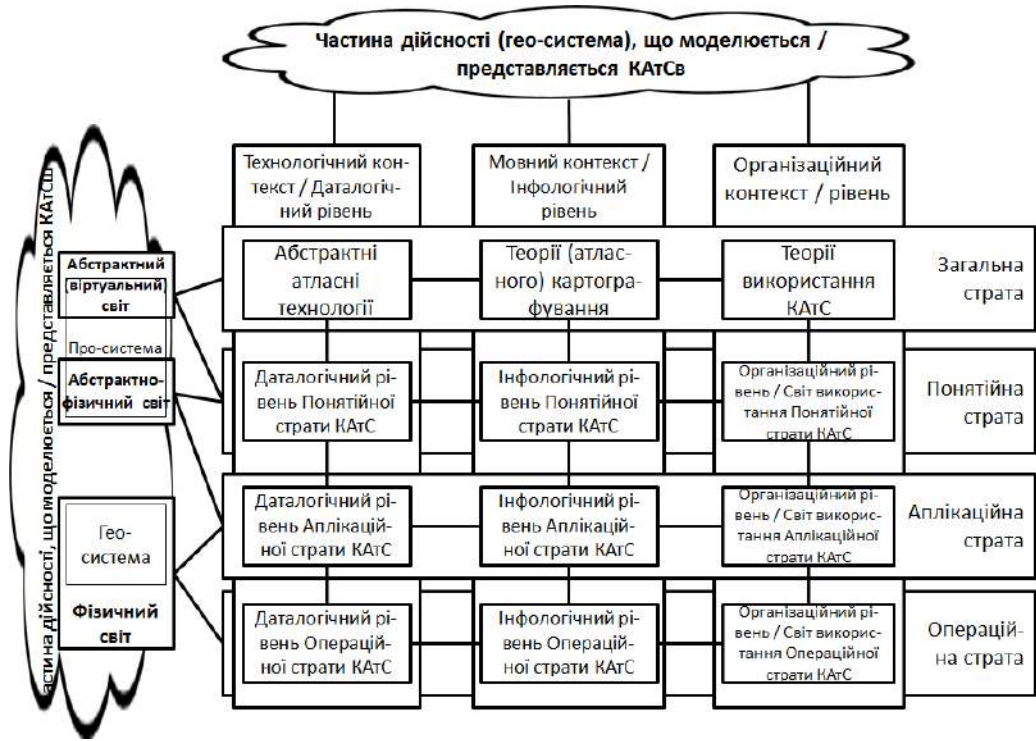 Частина дійсності (гео-система), що моделюється /
представляється КАтСв
астина дійсності, що моделюється / представляється КАтСш
Технологічний кон-
текст / Даталогіч-
ний рівень
Мовний контекст /
Інфологічний
рівень
Організаційний
контекст / рівень
Абстрактний
(віртуальний)
світ
Про-система
Абстрактно-
фізичний світ
Гео-
система
Фізичний
світ
Абстрактні
атласні
технології
Теорії (атлас-
ного) картогра-
фування
Теорії
використання
КАтС
Загальна
страта
Даталогічний рі-
вень Понятійної
страти КАтС
Інфологічний рі-
вень Понятійної
страти КАтС
Організаційний рі-
вень / Світ викорис-
тання Понятійної
страти КАтС
Понятійна
страта
Даталогічний рі-
вень Аплікацій-
ної страти КАтС
Інфологічний рі-
вень Аплікацій-
ної страти КАтС
Організаційний рі-
вень / Світ викорис-
тання Аплікаційної
страти КАтС
Аплікаційна
страта
Даталогічний рі-
вень Операцій-
ної страти КАтС
Інфологічний рі-
вень Операцій-
ної страти КАтС
Організаційний рі-
вень / Світ викорис-
тання Операційної
страти КАтС
Операцій-
на страта